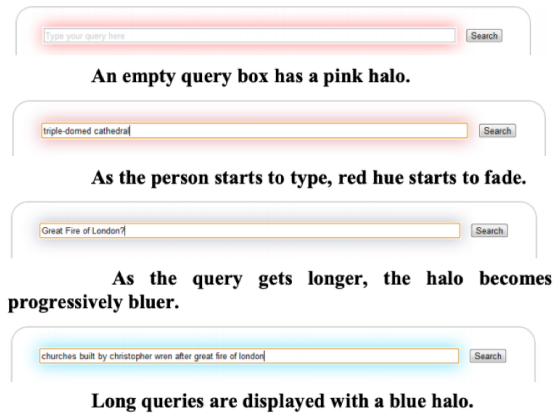 Type your query here Search
An empty query box has a pink halo.
triple-domed cathedral Search
As the person starts to type, red hue starts to fade.
Great Fire of London? Search
As the query gets longer, the halo becomes
progressively bluer.
churches built by christopher wren after great fire of london Search
Long queries are displayed with a blue halo.